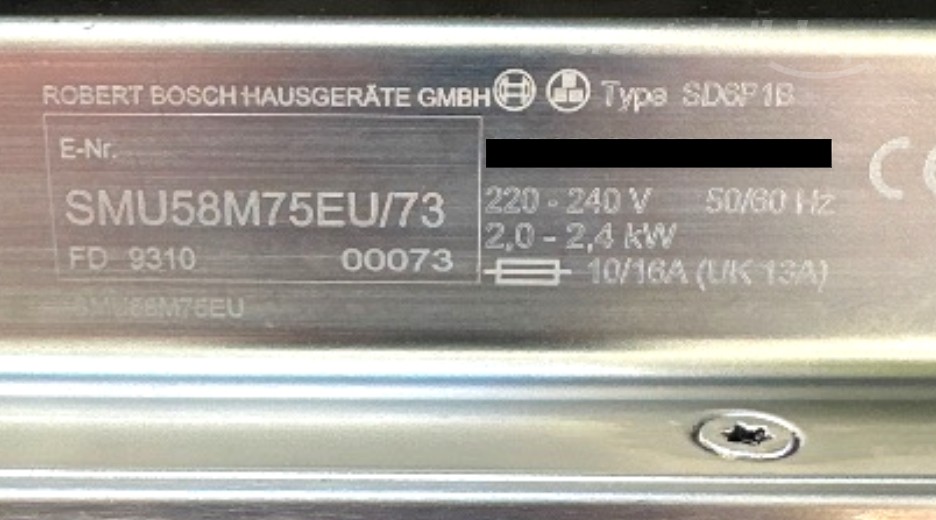 ROBERT BOSCH HAUSGERÄTE GMBH Type SD6P1B
E-Nr.
SMU58M75EU/73
FD 9310 00073
SMU58M75EU
220 - 240 V 50/60 Hz
2,0 - 2,4 kW
10/16A (UK 13A)
CE